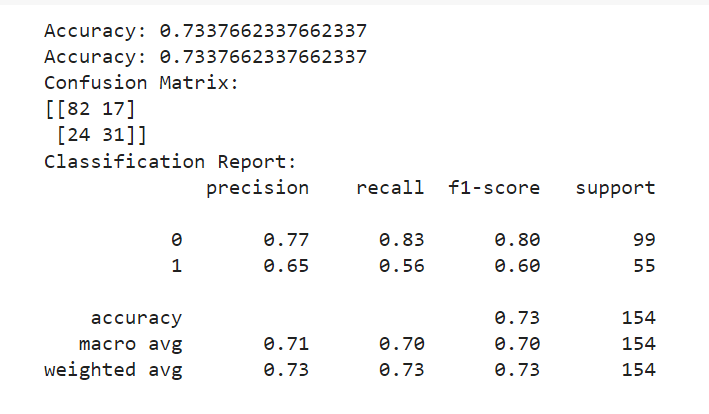 Accuracy: 0.7337662337662337
Accuracy: 0.7337662337662337
Confusion Matrix:
[[82 17]
 [24 31]]
Classification Report:
              precision    recall  f1-score   support

           0       0.77      0.83      0.80        99
           1       0.65      0.56      0.60        55

    accuracy                           0.73       154
   macro avg       0.71      0.70      0.70       154
weighted avg       0.73      0.73      0.73       154